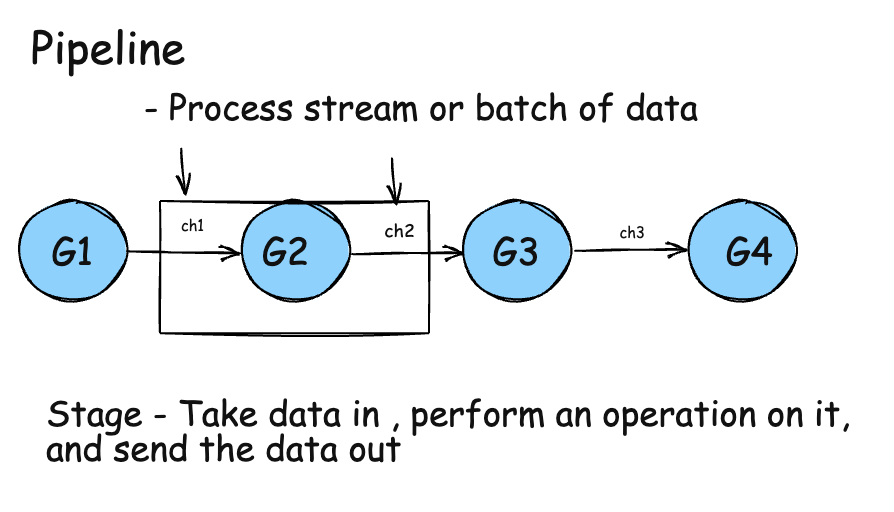 Pipeline
- Process stream or batch of data
ch1
ch2
ch3
G1
G2
G3
G4
Stage - Take data in , perform an operation on it,
and send the data out